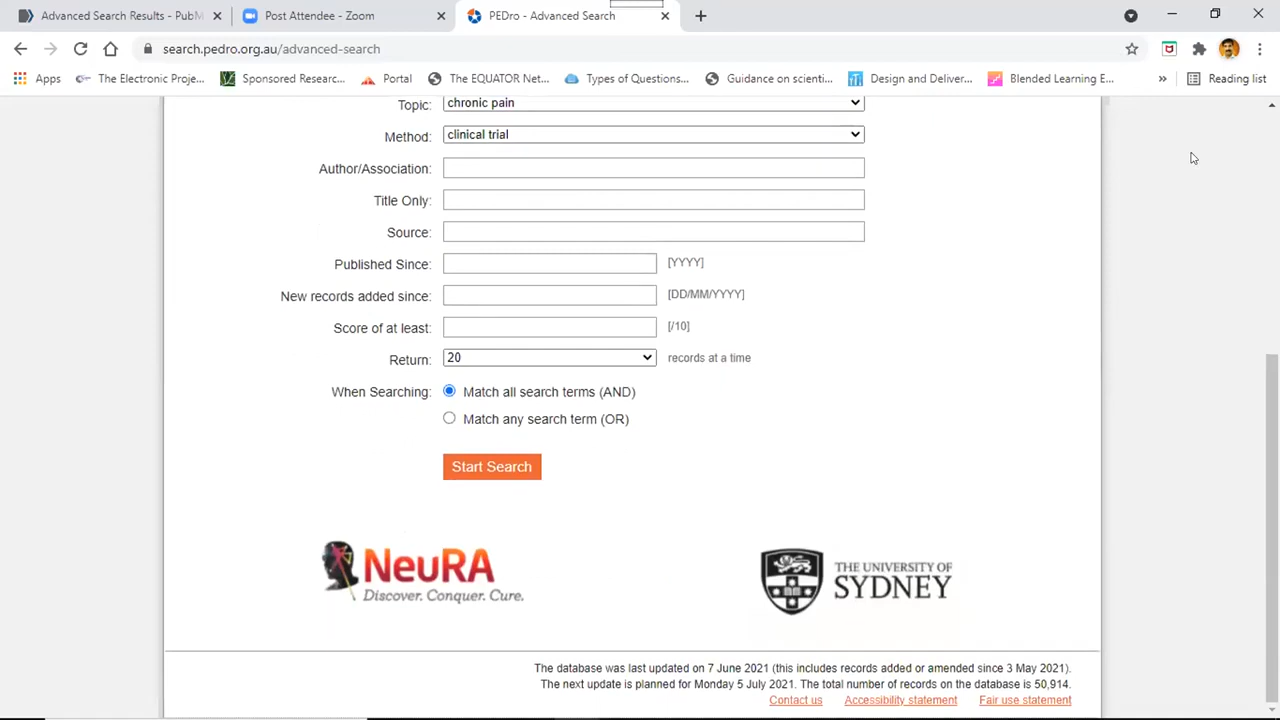 Advanced Search Results - PubM
Post Attendee - Zoom
PEDro - Advanced Search
search.pedro.org.au/advanced-search
Apps
The Electronic Proje...
Sponsored Researc...
Portal
The EQUATOR Net...
Types of Questions...
Guidance on scienti...
Design and Deliver...
Blended Learning E...
»
Reading list
Topic: chronic pain
Method: clinical trial
Author/Association:
Title Only:
Source:
Published Since: [YYYY]
New records added since: [DD/MM/YYYY]
Score of at least: [/10]
Return: 20 records at a time
When Searching: Match all search terms (AND)
Match any search term (OR)
Start Search
NeuRA
Discover. Conquer. Cure.
THE UNIVERSITY OF
SYDNEY
The database was last updated on 7 June 2021 (this includes records added or amended since 3 May 2021).
The next update is planned for Monday 5 July 2021. The total number of records on the database is 50,914.
Contact us Accessibility statement Fair use statement